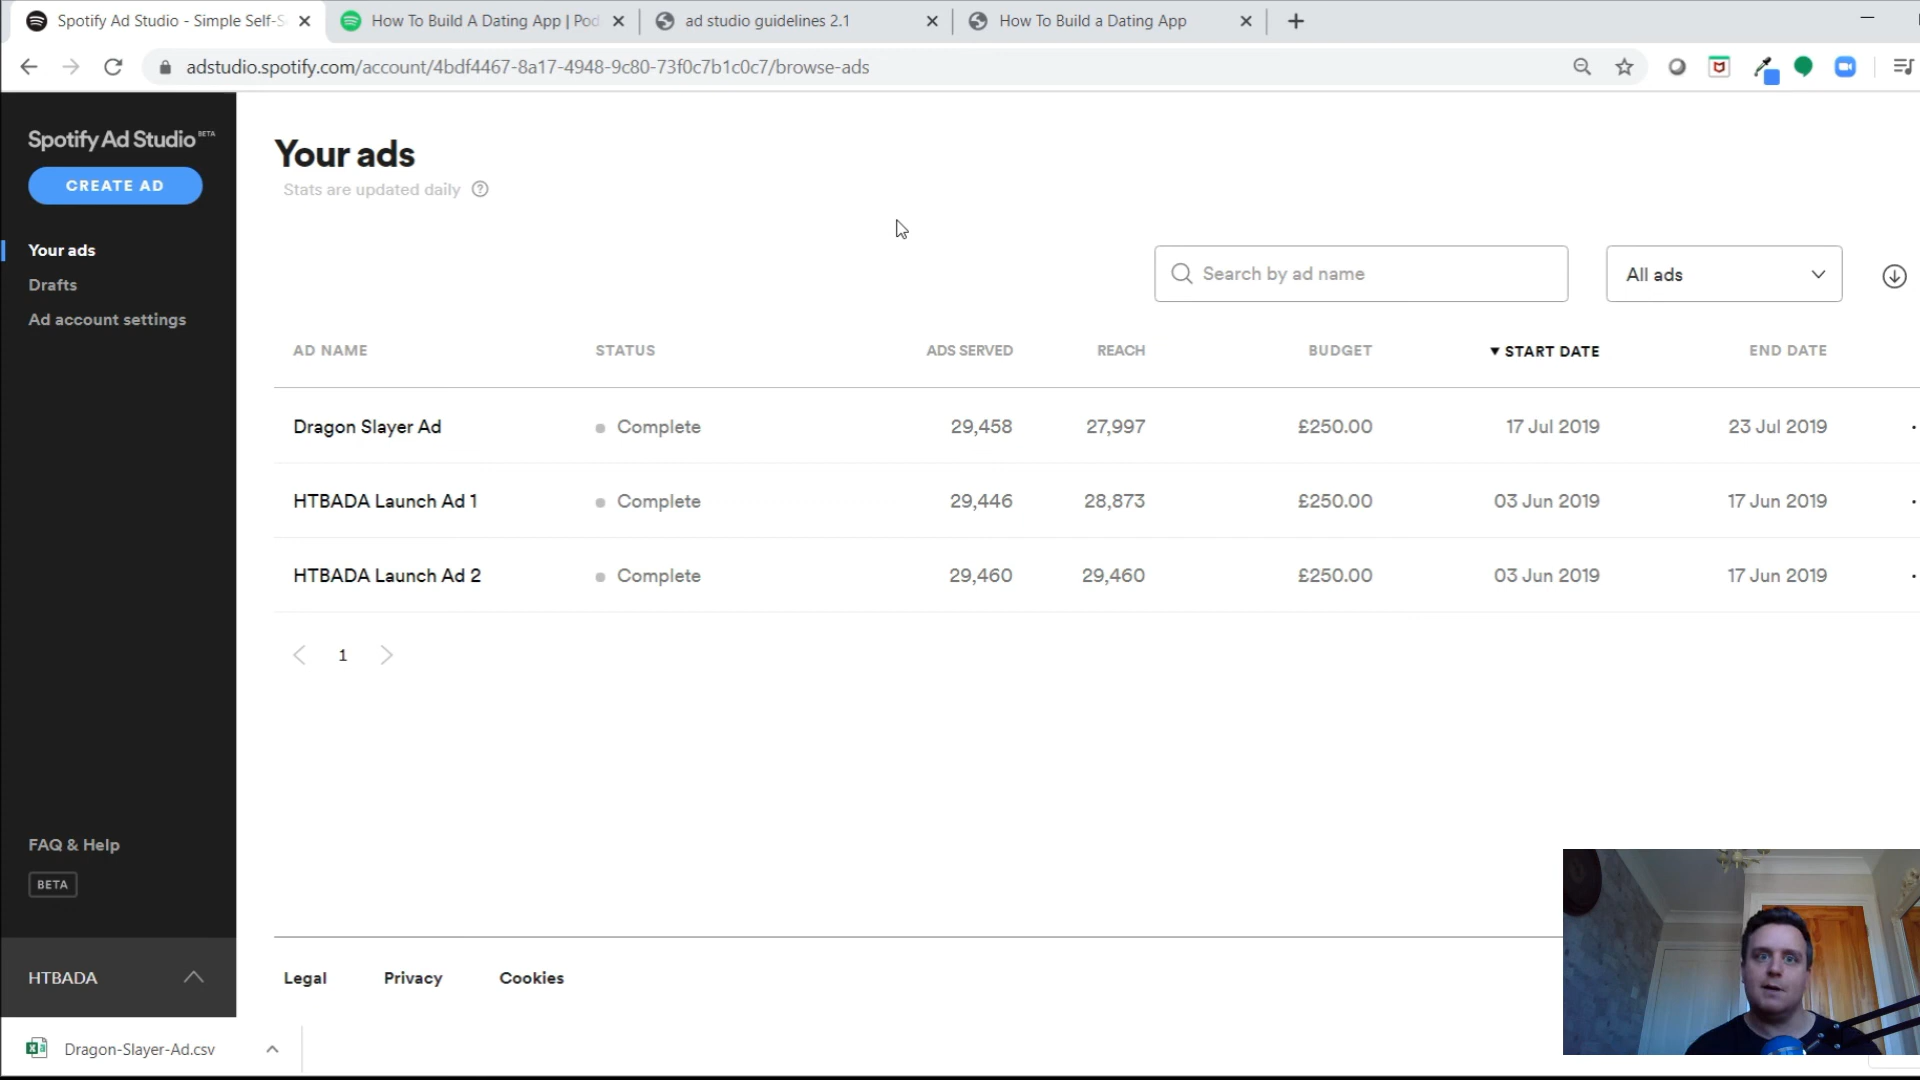 Spotify Ad Studio - Simple Self-S
How To Build A Dating App | Pod
ad studio guidelines 2.1
How To Build a Dating App
adstudio.spotify.com/account/4bdf4467-8a17-4948-9c80-73f0c7b1c0c7/browse-ads
Spotify Ad Studio BETA
CREATE AD
Your ads
Drafts
Ad account settings
FAQ & Help
BETA
HTBADA
Your ads
Stats are updated daily ?
Search by ad name
All ads
AD NAME STATUS ADS SERVED REACH BUDGET ▼ START DATE END DATE
Dragon Slayer Ad Complete 29,458 27,997 £250.00 17 Jul 2019 23 Jul 2019
HTBADA Launch Ad 1 Complete 29,446 28,873 £250.00 03 Jun 2019 17 Jun 2019
HTBADA Launch Ad 2 Complete 29,460 29,460 £250.00 03 Jun 2019 17 Jun 2019
1
Legal Privacy Cookies
Dragon-Slayer-Ad.csv